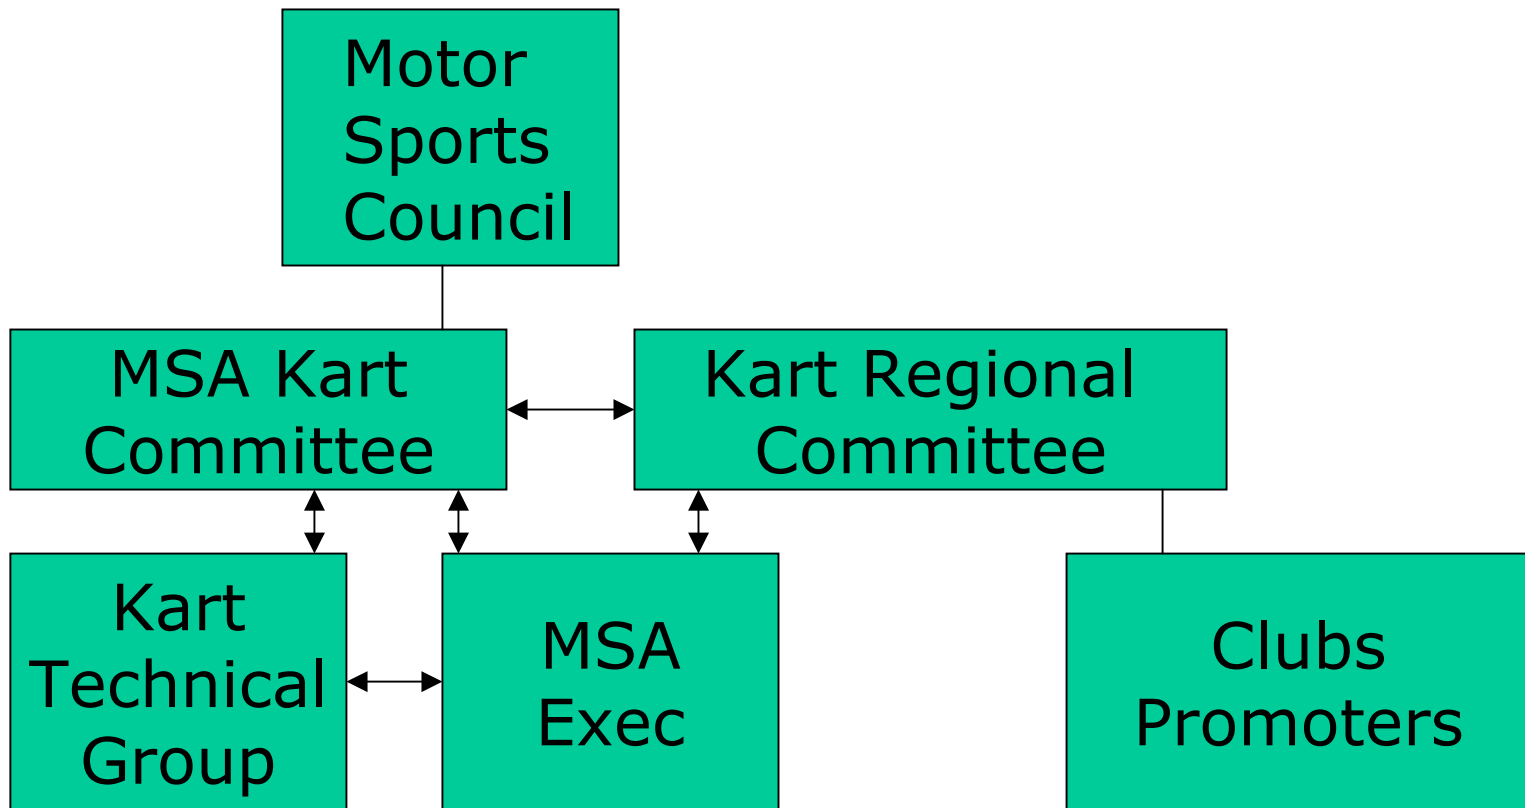 Motor
Sports
Council
MSA Kart
Committee
Kart Regional
Committee
Kart
Technical
Group
MSA
Exec
Clubs
Promoters